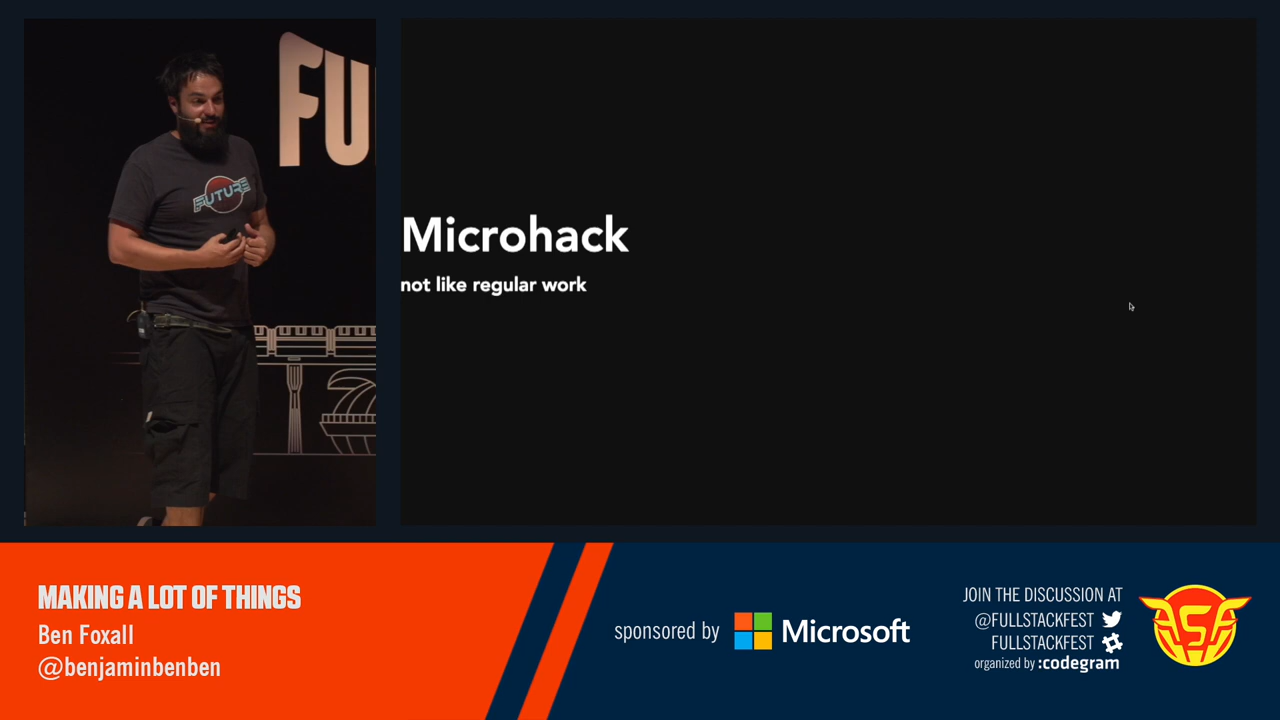 FU
FUTURE
Microhack
not like regular work
MAKING A LOT OF THINGS
Ben Foxall
@benjaminbenben
sponsored by Microsoft
JOIN THE DISCUSSION AT
@FULLSTACKFEST
FULLSTACKFEST
organized by :codegram
FSF